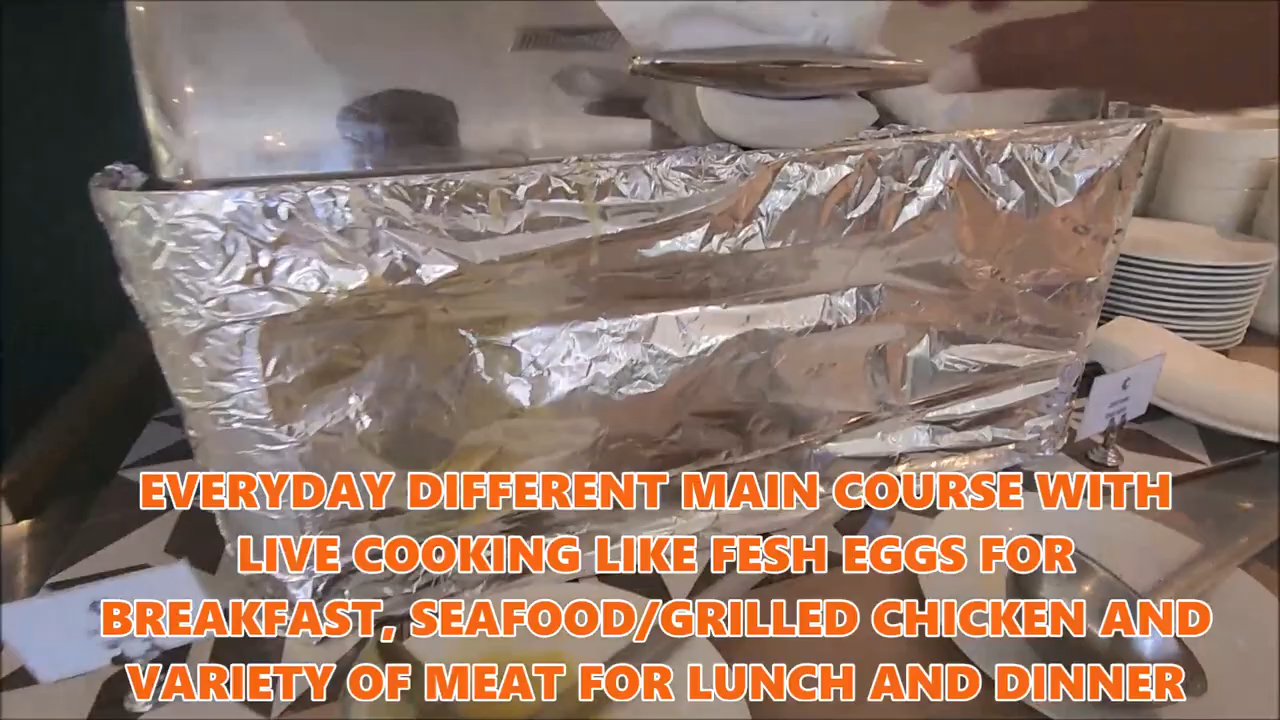 EVERYDAY DIFFERENT MAIN COURSE WITH
LIVE COOKING LIKE FESH EGGS FOR
BREAKFAST, SEAFOOD/GRILLED CHICKEN AND
VARIETY OF MEAT FOR LUNCH AND DINNER